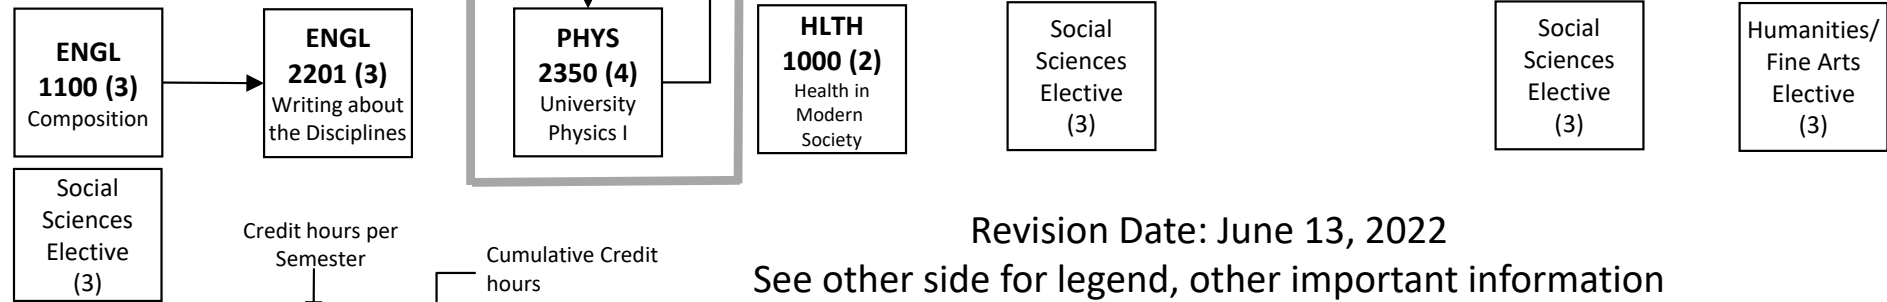 ENGL
1100 (3)
Composition
ENGL
2201 (3)
Writing about
the Disciplines
PHYS
2350 (4)
University
Physics I
HLTH
1000 (2)
Health in
Modern
Society
Social
Sciences
Elective
(3)
Social
Sciences
Elective
(3)
Humanities/
Fine Arts
Elective
(3)
Social
Sciences
Elective
(3)
Credit hours per
Semester
Cumulative Credit
hours
Revision Date: June 13, 2022
See other side for legend, other important information